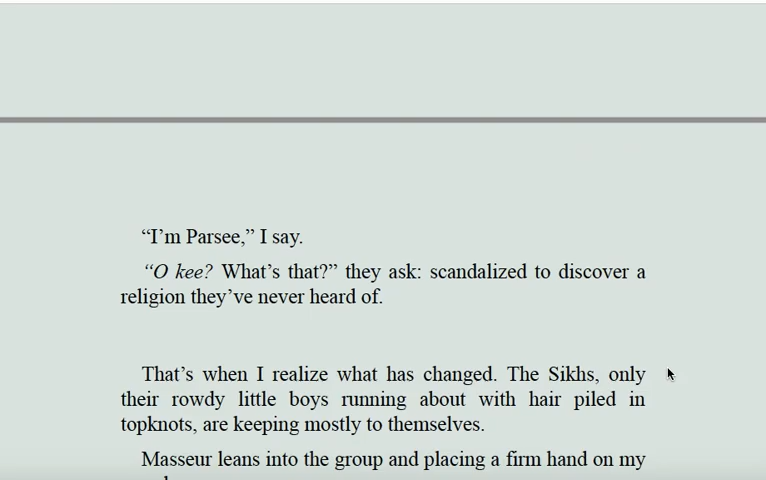 “I’m Parsee,” I say.
“O kee? What’s that?” they ask: scandalized to discover a
religion they’ve never heard of.
That’s when I realize what has changed. The Sikhs, only
their rowdy little boys running about with hair piled in
topknots, are keeping mostly to themselves.
Masseur leans into the group and placing a firm hand on my